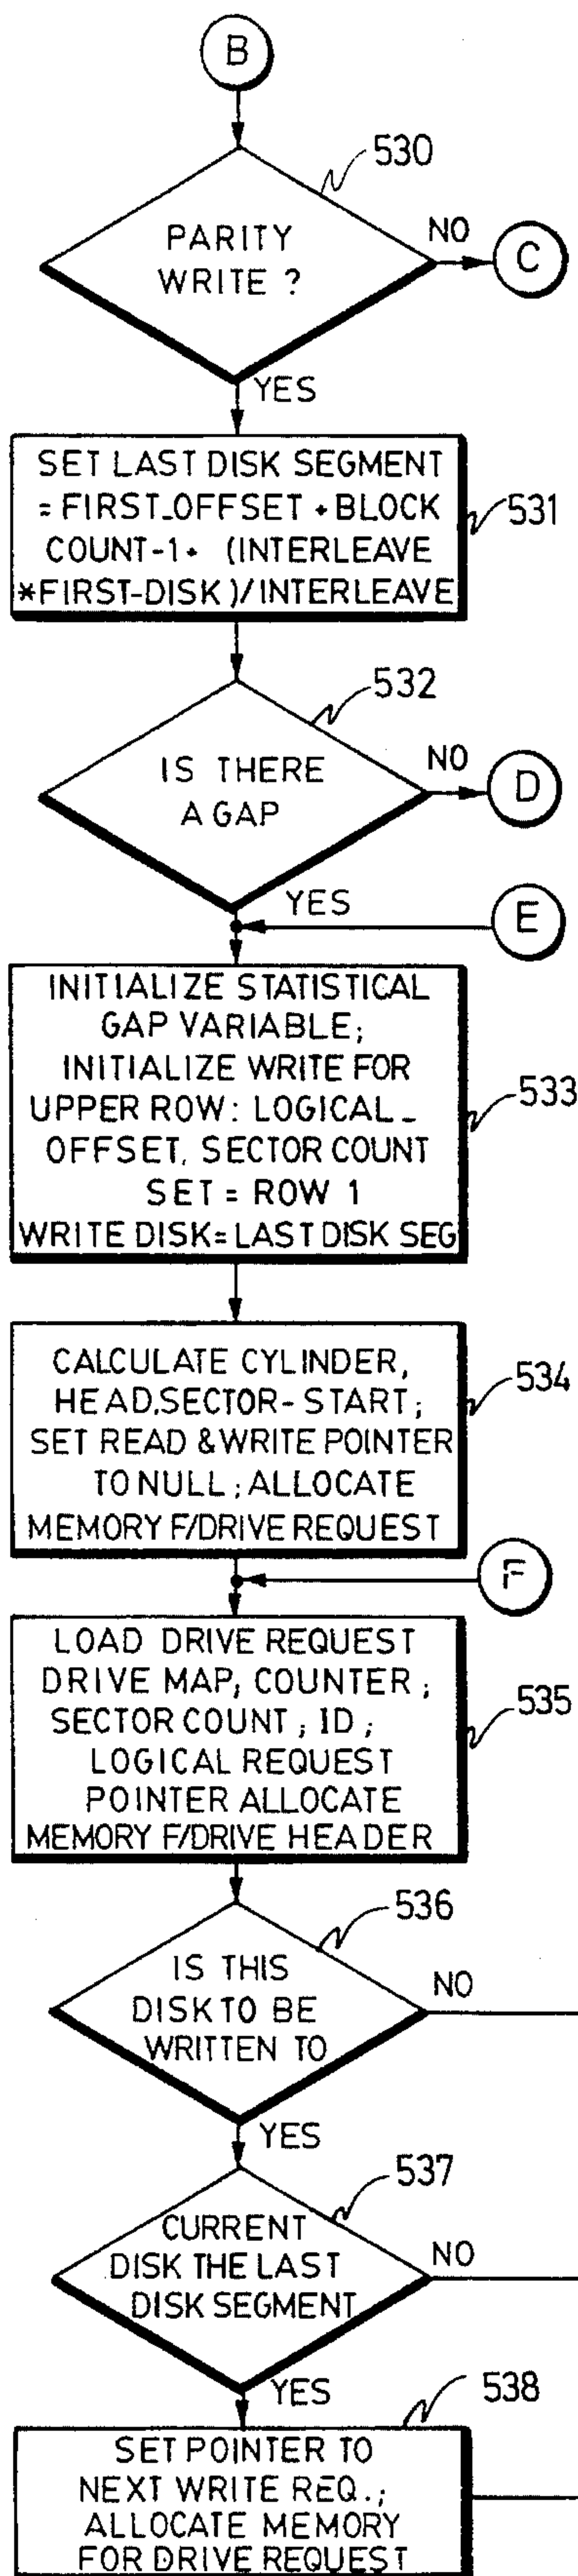 B
530
PARITY
WRITE ?
NO
C
YES
SET LAST DISK SEGMENT
= FIRST_OFFSET + BLOCK
COUNT-1+ (INTERLEAVE
*FIRST-DISK)/INTERLEAVE
531
532
IS THERE
A GAP
NO
D
YES
E
INITIALIZE STATISTICAL
GAP VARIABLE;
INITIALIZE WRITE FOR
UPPER ROW: LOGICAL_
OFFSET, SECTOR COUNT
SET = ROW 1
WRITE DISK=LAST DISK SEG
533
CALCULATE CYLINDER,
HEAD,SECTOR-START;
SET READ & WRITE POINTER
TO NULL; ALLOCATE
MEMORY F/DRIVE REQUEST
534
F
LOAD DRIVE REQUEST
DRIVE MAP, COUNTER;
SECTOR COUNT; ID;
LOGICAL REQUEST
POINTER ALLOCATE
MEMORY F/DRIVE HEADER
535
536
IS THIS
DISK TO BE
WRITTEN TO
NO
YES
537
CURRENT
DISK THE LAST
DISK SEGMENT
NO
YES
538
SET POINTER TO
NEXT WRITE REQ.;
ALLOCATE MEMORY
FOR DRIVE REQUEST